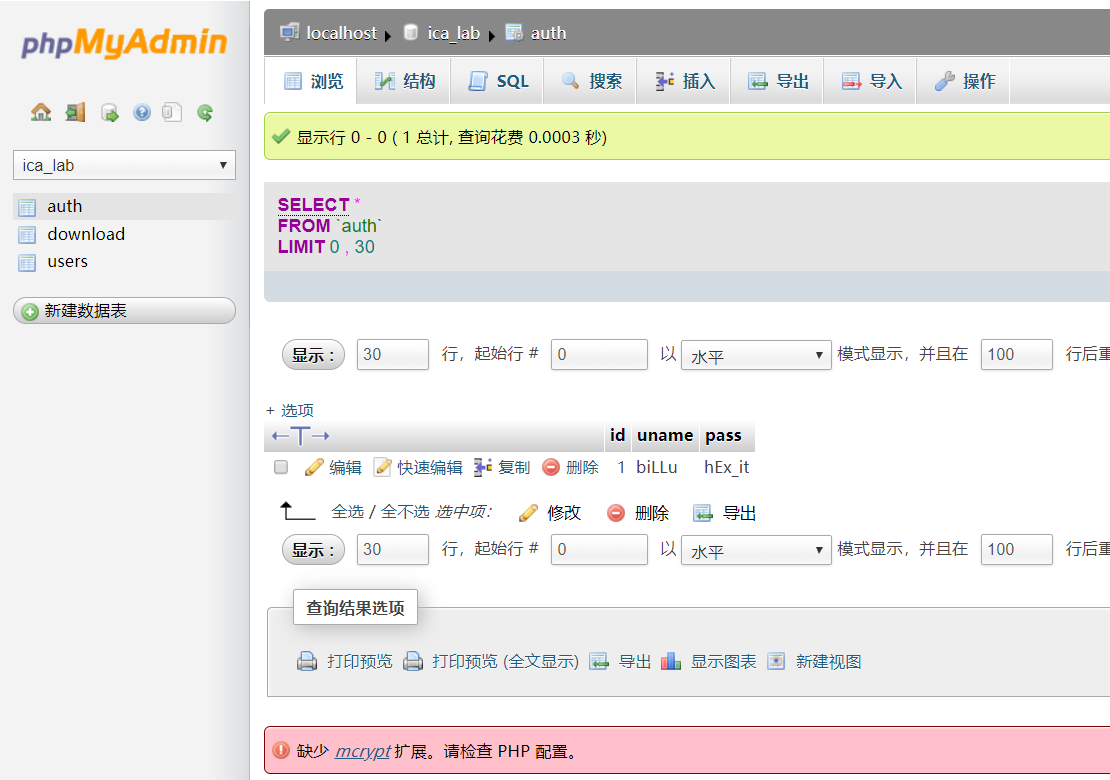 phpMyAdmin
ica_lab
auth
download
users
新建数据表
localhost ica_lab auth
浏览 结构 SQL 搜索 插入 导出 导入 操作
显示行 0 - 0 ( 1 总计, 查询花费 0.0003 秒)
SELECT *
FROM `auth`
LIMIT 0 , 30
显示 : 30 行，起始行 # 0 以 水平 模式显示，并且在 100 行后重
+ 选项
←T→ id uname pass
编辑 快速编辑 复制 删除 1 biLLu hEx_it
全选 / 全不选 选中项: 修改 删除 导出
显示 : 30 行，起始行 # 0 以 水平 模式显示，并且在 100 行后重
查询结果选项
打印预览 打印预览 (全文显示) 导出 显示图表 新建视图
缺少 mcrypt 扩展。请检查 PHP 配置。